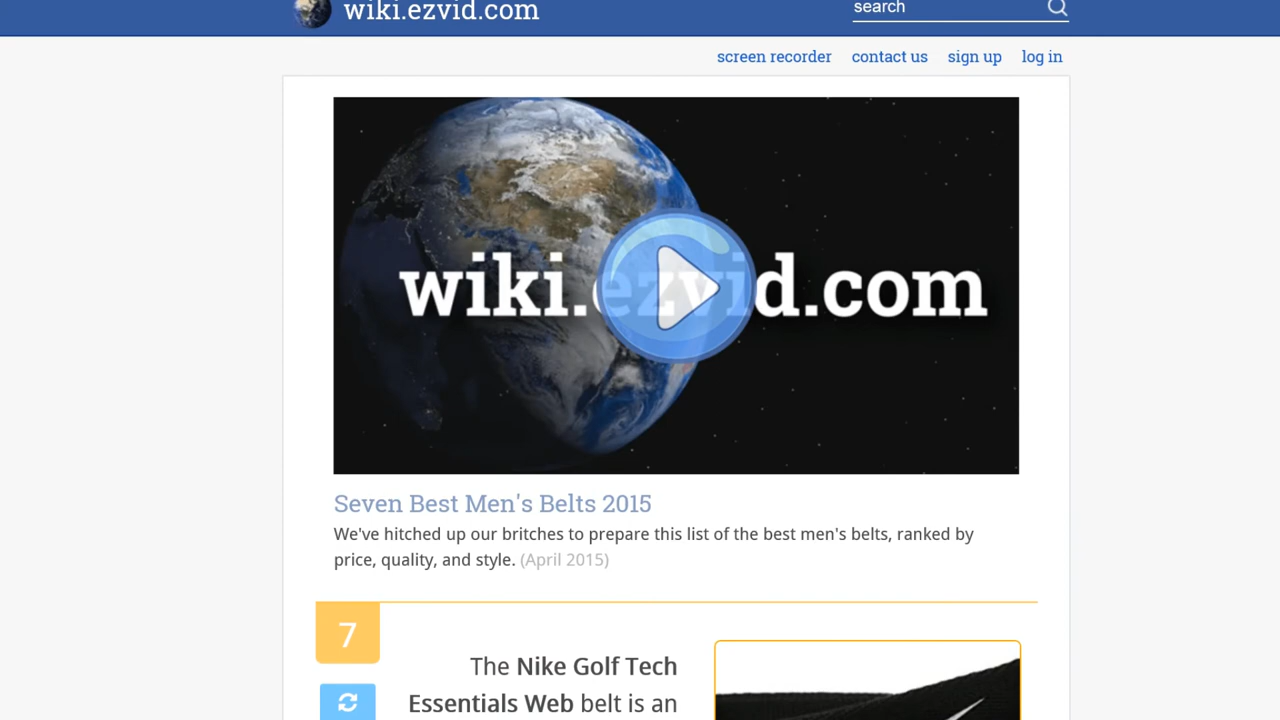 wiki.ezvid.com
search
screen recorder contact us sign up log in
wiki.ezvid.com
Seven Best Men's Belts 2015
We've hitched up our britches to prepare this list of the best men's belts, ranked by
price, quality, and style. (April 2015)
7
The Nike Golf Tech
Essentials Web belt is an